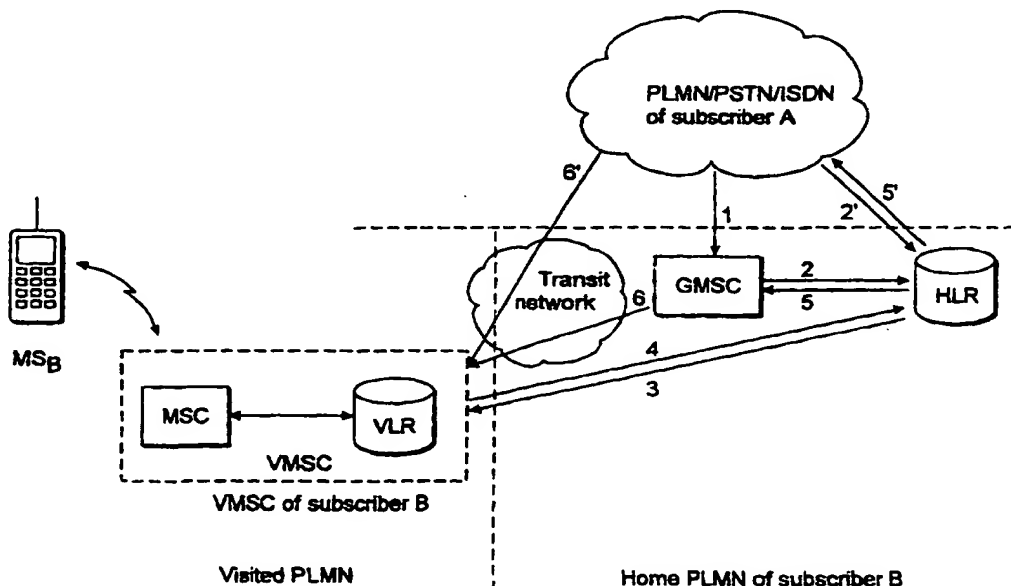 PLMN/PSTN/ISDN
of subscriber A
6'
1
5'
2'
Transit
network
6
GMSC
2
5
HLR
4
3
MSB
MSC
VLR
VMSC
VMSC of subscriber B
Visited PLMN
Home PLMN of subscriber B